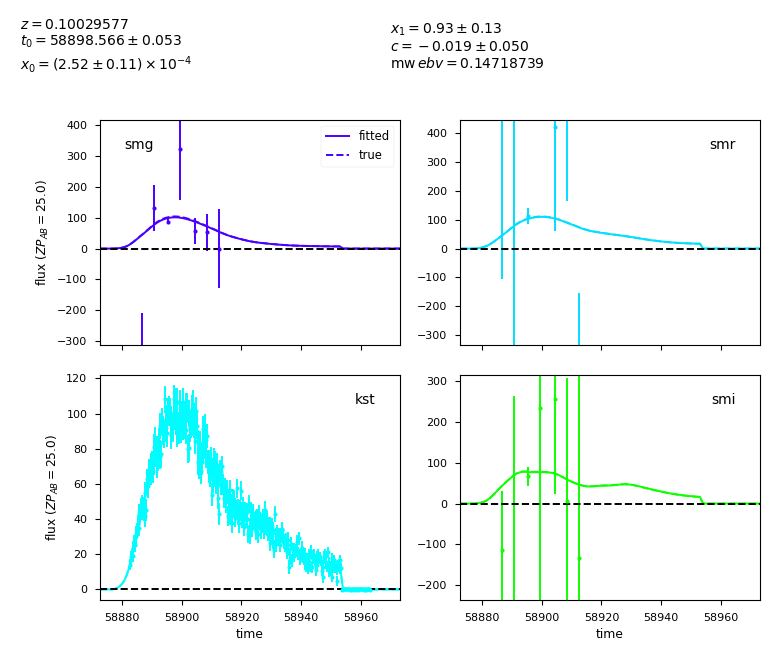 z = 0.10029577
t₀ = 58898.566 ± 0.053
x₀ = (2.52 ± 0.11) × 10⁻⁴
x₁ = 0.93 ± 0.13
c = −0.019 ± 0.050
mw ebv = 0.14718739
smg
fitted
true
400
300
200
100
0
−100
−200
−300
flux (ZP_AB = 25.0)
smr
400
300
200
100
0
−100
−200
−300
kst
120
100
80
60
40
20
0
flux (ZP_AB = 25.0)
58880 58900 58920 58940 58960
time
smi
300
200
100
0
−100
−200
58880 58900 58920 58940 58960
time